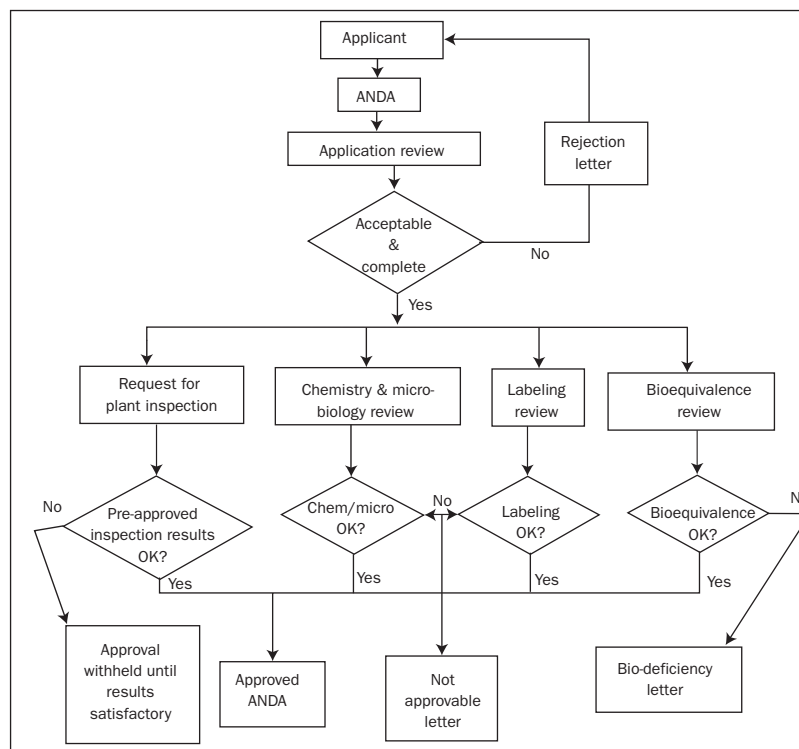 Applicant
ANDA
Application review
Rejection
letter
Acceptable
&
complete
No
Yes
Request for
plant inspection
Chemistry & micro-
biology review
Labeling
review
Bioequivalence
review
No
Pre-approved
inspection results
OK?
Chem/micro
OK?
No
Labeling
OK?
Bioequivalence
OK?
Yes
Yes
Yes
Yes
Approval
withheld until
results
satisfactory
Approved
ANDA
Not
approvable
letter
Bio-deficiency
letter